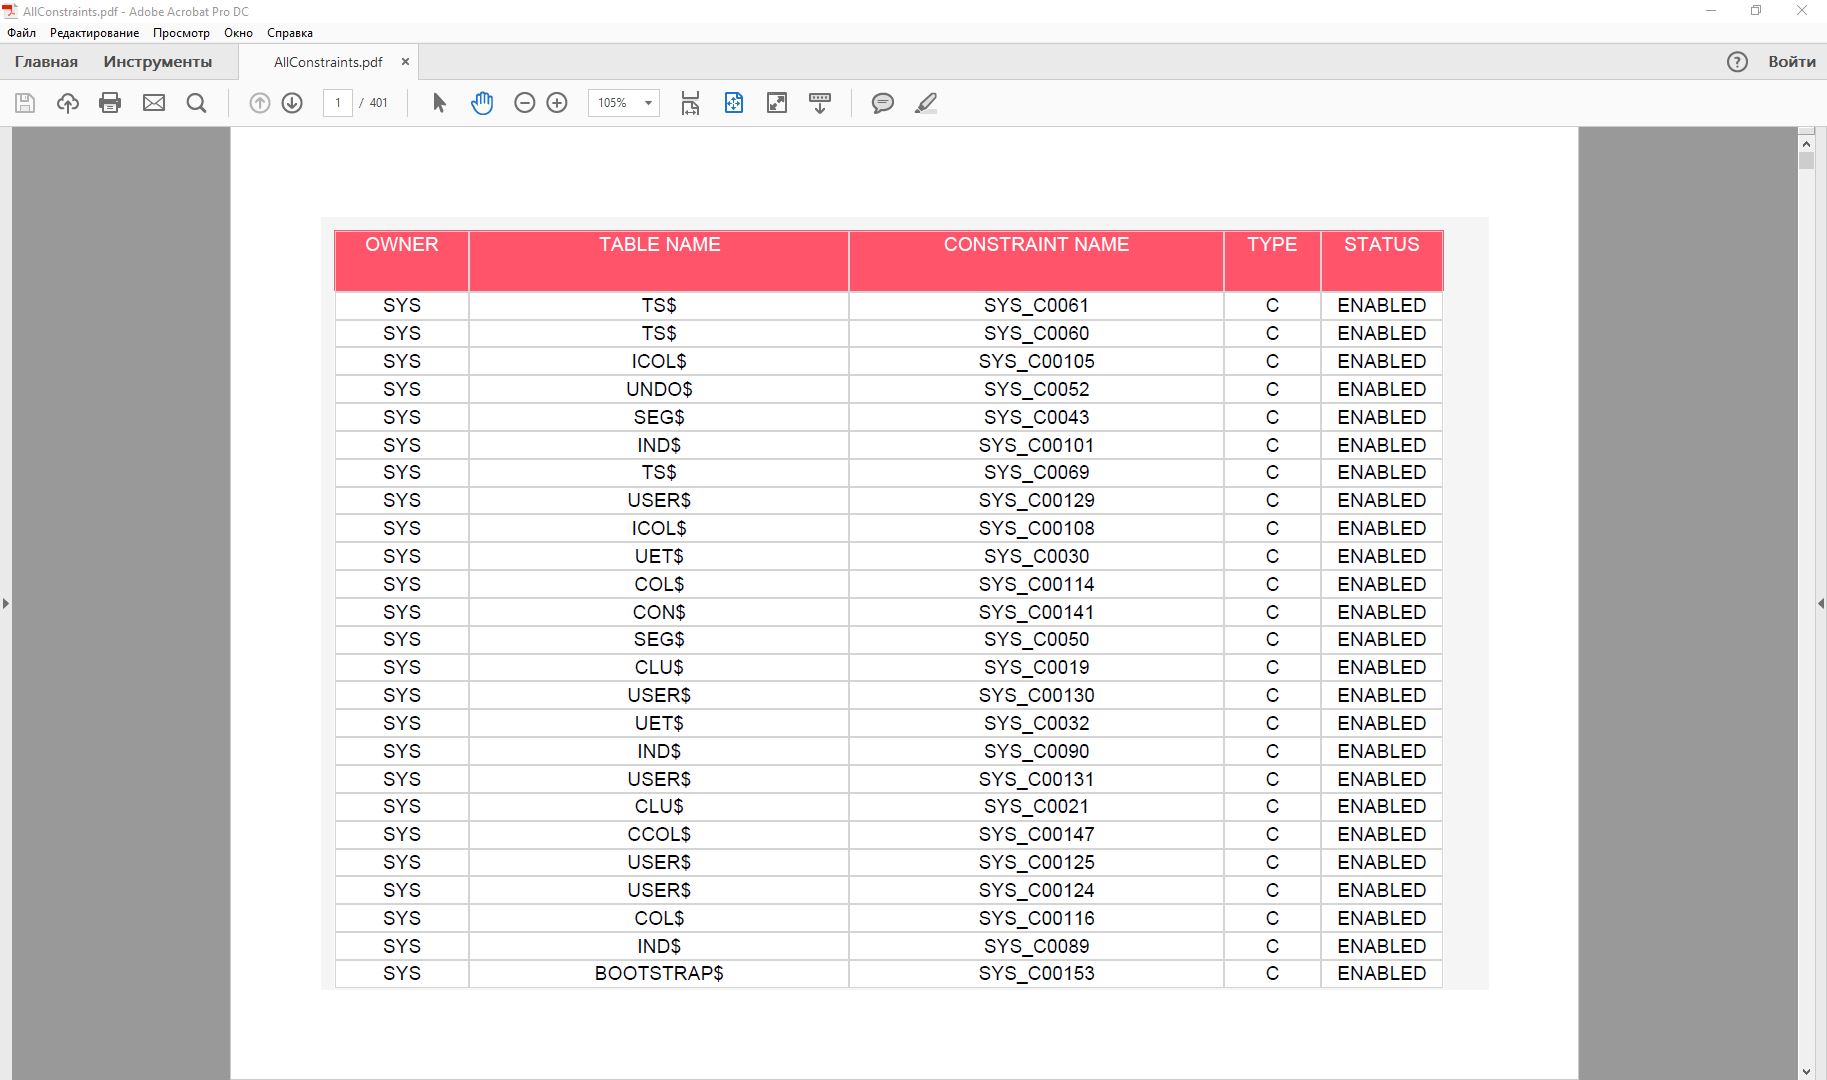 AllConstraints.pdf - Adobe Acrobat Pro DC
Файл Редактирование Просмотр Окно Справка
Главная Инструменты AllConstraints.pdf × ? Войти
1 / 401 105%
OWNER TABLE NAME CONSTRAINT NAME TYPE STATUS
SYS TS$ SYS_C0061 C ENABLED
SYS TS$ SYS_C0060 C ENABLED
SYS ICOL$ SYS_C00105 C ENABLED
SYS UNDO$ SYS_C0052 C ENABLED
SYS SEG$ SYS_C0043 C ENABLED
SYS IND$ SYS_C00101 C ENABLED
SYS TS$ SYS_C0069 C ENABLED
SYS USER$ SYS_C00129 C ENABLED
SYS ICOL$ SYS_C00108 C ENABLED
SYS UET$ SYS_C0030 C ENABLED
SYS COL$ SYS_C00114 C ENABLED
SYS CON$ SYS_C00141 C ENABLED
SYS SEG$ SYS_C0050 C ENABLED
SYS CLU$ SYS_C0019 C ENABLED
SYS USER$ SYS_C00130 C ENABLED
SYS UET$ SYS_C0032 C ENABLED
SYS IND$ SYS_C0090 C ENABLED
SYS USER$ SYS_C00131 C ENABLED
SYS CLU$ SYS_C0021 C ENABLED
SYS CCOL$ SYS_C00147 C ENABLED
SYS USER$ SYS_C00125 C ENABLED
SYS USER$ SYS_C00124 C ENABLED
SYS COL$ SYS_C00116 C ENABLED
SYS IND$ SYS_C0089 C ENABLED
SYS BOOTSTRAP$ SYS_C00153 C ENABLED